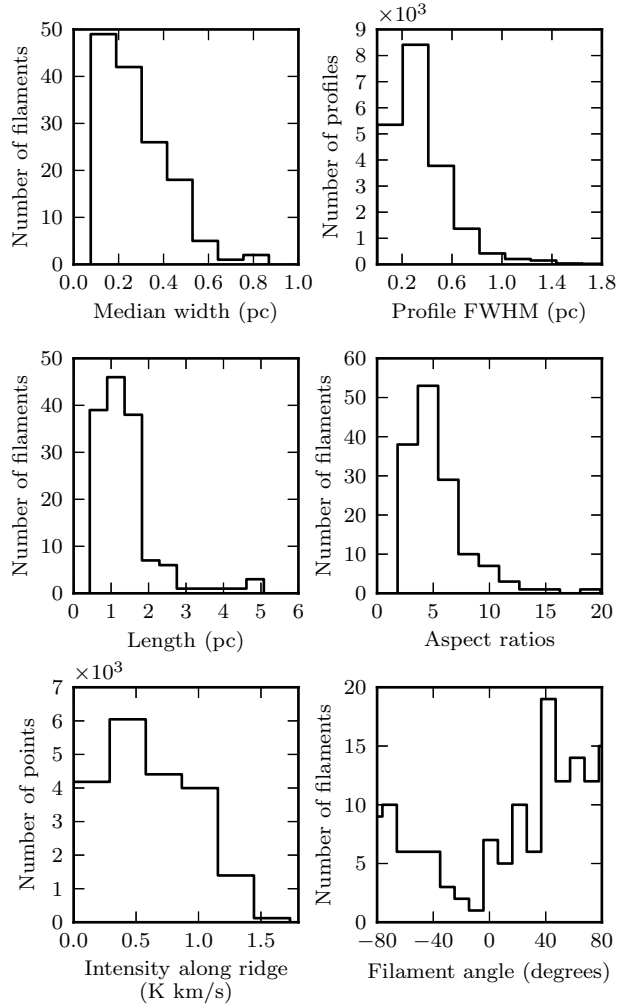 50
40
30
20
10
0
Number of filaments
0.0 0.2 0.4 0.6 0.8 1.0
Median width (pc)
×10³
9
8
7
6
5
4
3
2
1
0
Number of profiles
0.2 0.6 1.0 1.4 1.8
Profile FWHM (pc)
50
40
30
20
10
0
Number of filaments
0 1 2 3 4 5 6
Length (pc)
60
50
40
30
20
10
0
Number of filaments
0 5 10 15 20
Aspect ratios
×10³
7
6
5
4
3
2
1
0
Number of points
0.0 0.5 1.0 1.5
Intensity along ridge
(K km/s)
20
15
10
5
0
Number of filaments
−80 −40 0 40 80
Filament angle (degrees)